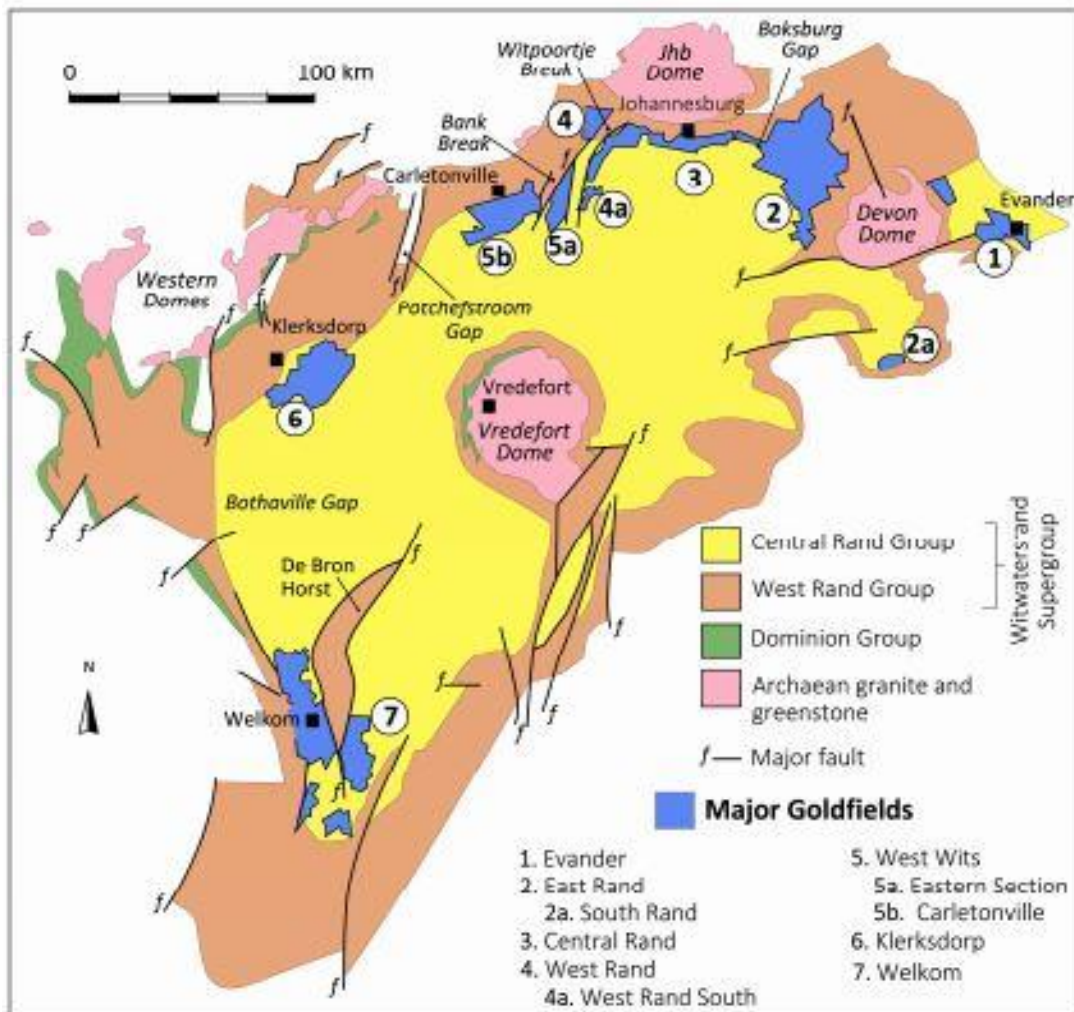 0
100 km
Witpoortje
Break
Jhb
Dome
Boksburg
Gap
Johannesburg
4
Bank
Break
f
Carletonville
f
f
f
3
4a
2
Devon
Dome
Evander
1
5b
5a
f
Western
Domes
f
f
Potchefstroom
Gap
Klerksdorp
f
f
f
2a
6
Vredefort
Vredefort
Dome
f
f
f
f
Bothaville Gap
f
f
De Bron
Horst
f
N
Welkom
7
f
f
f
f
f
f
f
f
Central Rand Group
West Rand Group
Witwatersrand
Supergroup
Dominion Group
Archaean granite and
greenstone
f— Major fault
Major Goldfields
1. Evander
2. East Rand
2a. South Rand
3. Central Rand
4. West Rand
4a. West Rand South
5. West Wits
5a. Eastern Section
5b. Carletonville
6. Klerksdorp
7. Welkom